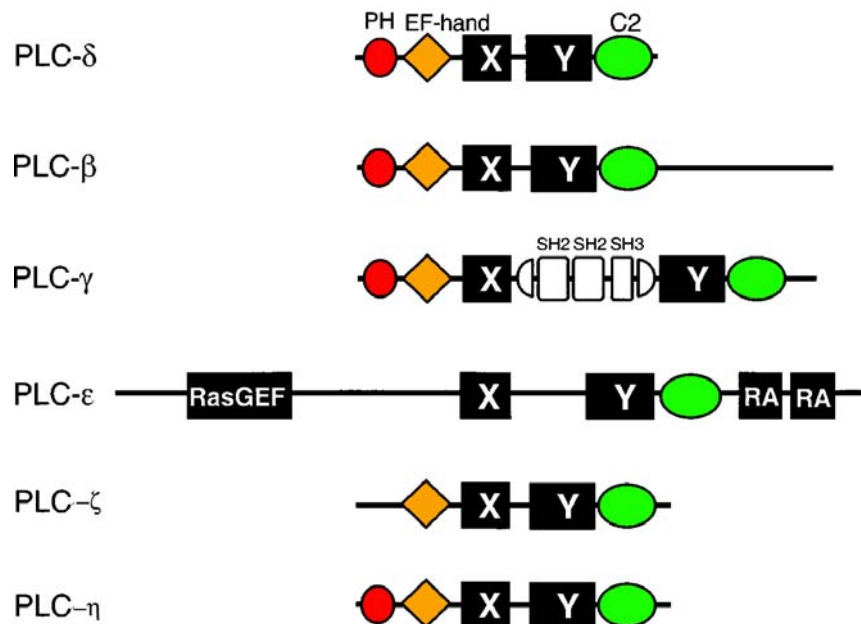 PH EF-hand C2
PLC-δ X Y
PLC-β X Y
SH2 SH2 SH3
PLC-γ X Y
PLC-ε RasGEF X Y RA RA
PLC-ζ X Y
PLC-η X Y